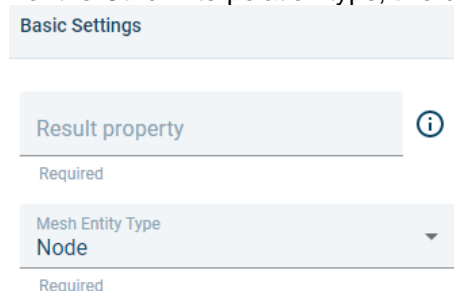 Basic Settings
Result property
Required
Mesh Entity Type
Node
Required